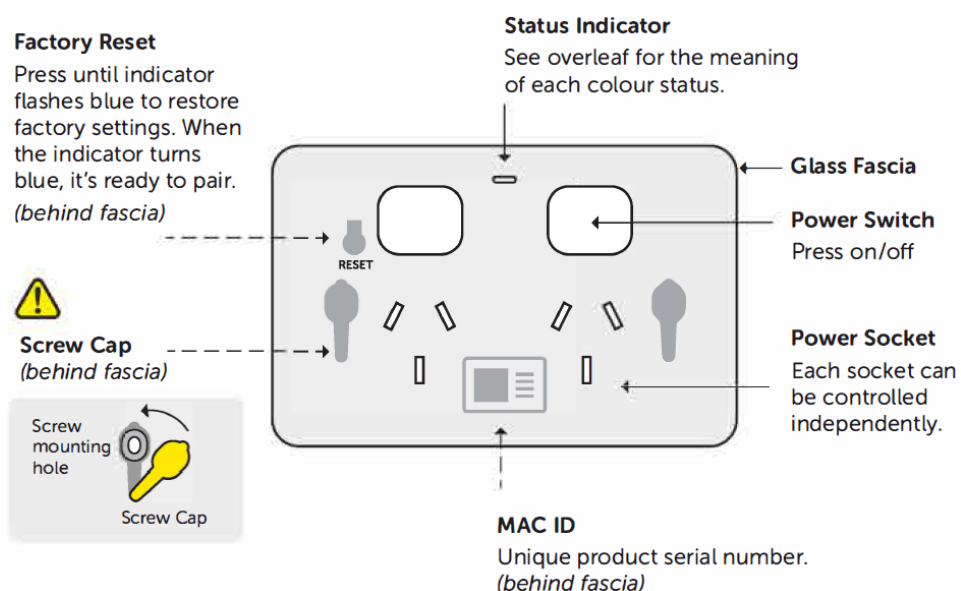 Factory Reset
Press until indicator
flashes blue to restore
factory settings. When
the indicator turns
blue, it's ready to pair.
(behind fascia)
Status Indicator
See overleaf for the meaning
of each colour status.
Glass Fascia
Power Switch
Press on/off
RESET
Screw Cap
(behind fascia)
Power Socket
Each socket can
be controlled
independently.
Screw
mounting
hole
Screw Cap
MAC ID
Unique product serial number.
(behind fascia)